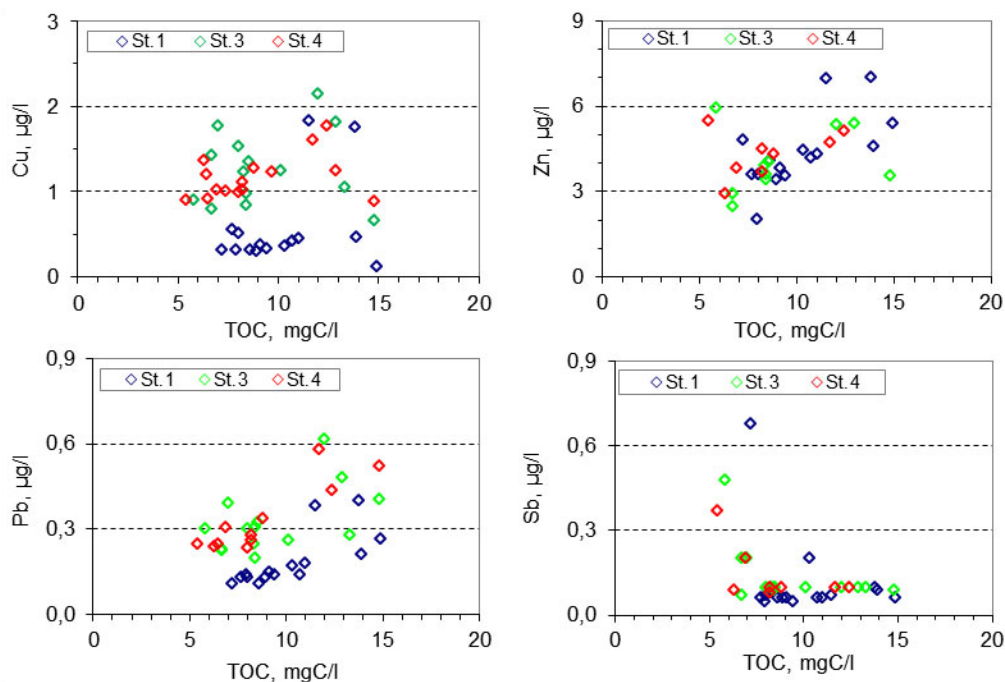 3
2
1
0
Cu, µg/l
St.1 St.3 St.4
0 5 10 15 20
TOC, mgC/l
9
6
3
0
Zn, µg/l
St.1 St.3 St.4
0 5 10 15 20
TOC, mgC/l
0,9
0,6
0,3
0,0
Pb, µg/l
St.1 St.3 St.4
0 5 10 15 20
TOC, mgC/l
0,9
0,6
0,3
0,0
Sb, µg/l
St.1 St.3 St.4
0 5 10 15 20
TOC, mgC/l